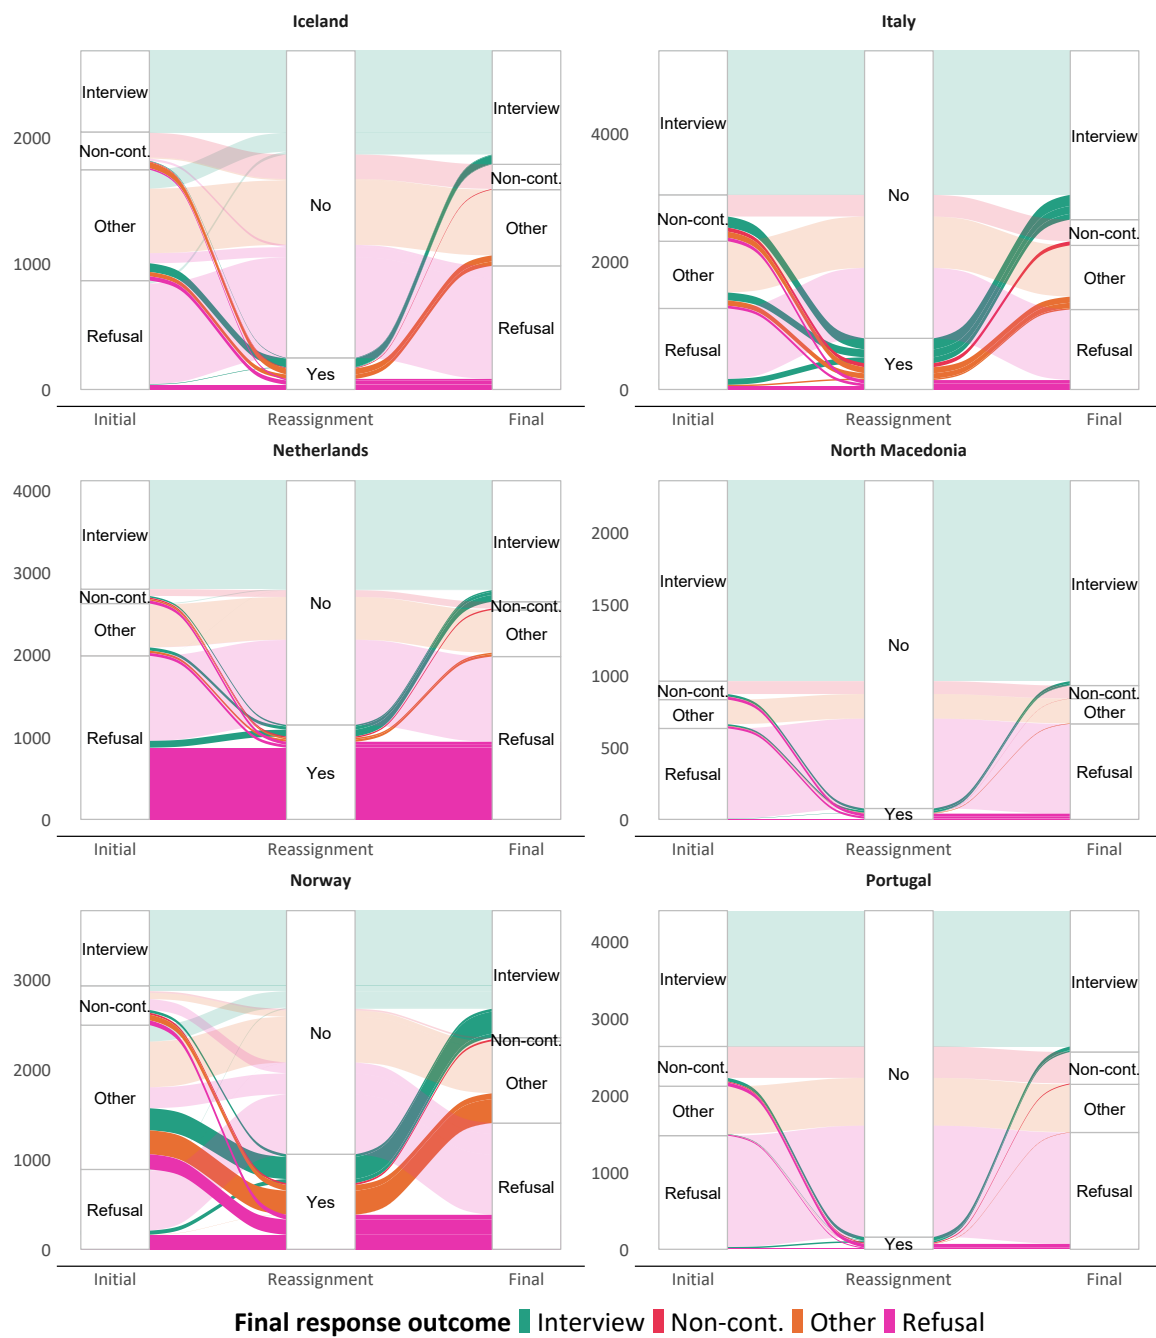 Iceland
Interview
Non-cont.
Other
Refusal
No
Yes
Interview
Non-cont.
Other
Refusal
2000
1000
0
Initial
Reassignment
Final
Italy
Interview
Non-cont.
Other
Refusal
No
Yes
Interview
Non-cont.
Other
Refusal
4000
2000
0
Initial
Reassignment
Final
Netherlands
Interview
Non-cont.
Other
Refusal
No
Yes
Interview
Non-cont.
Other
Refusal
4000
3000
2000
1000
0
Initial
Reassignment
Final
North Macedonia
Interview
Non-cont.
Other
Refusal
No
Yes
Interview
Non-cont.
Other
Refusal
2000
1500
1000
500
0
Initial
Reassignment
Final
Norway
Interview
Non-cont.
Other
Refusal
No
Yes
Interview
Non-cont.
Other
Refusal
3000
2000
1000
0
Initial
Reassignment
Final
Portugal
Interview
Non-cont.
Other
Refusal
No
Yes
Interview
Non-cont.
Other
Refusal
4000
3000
2000
1000
0
Initial
Reassignment
Final
Final response outcome Interview Non-cont. Other Refusal